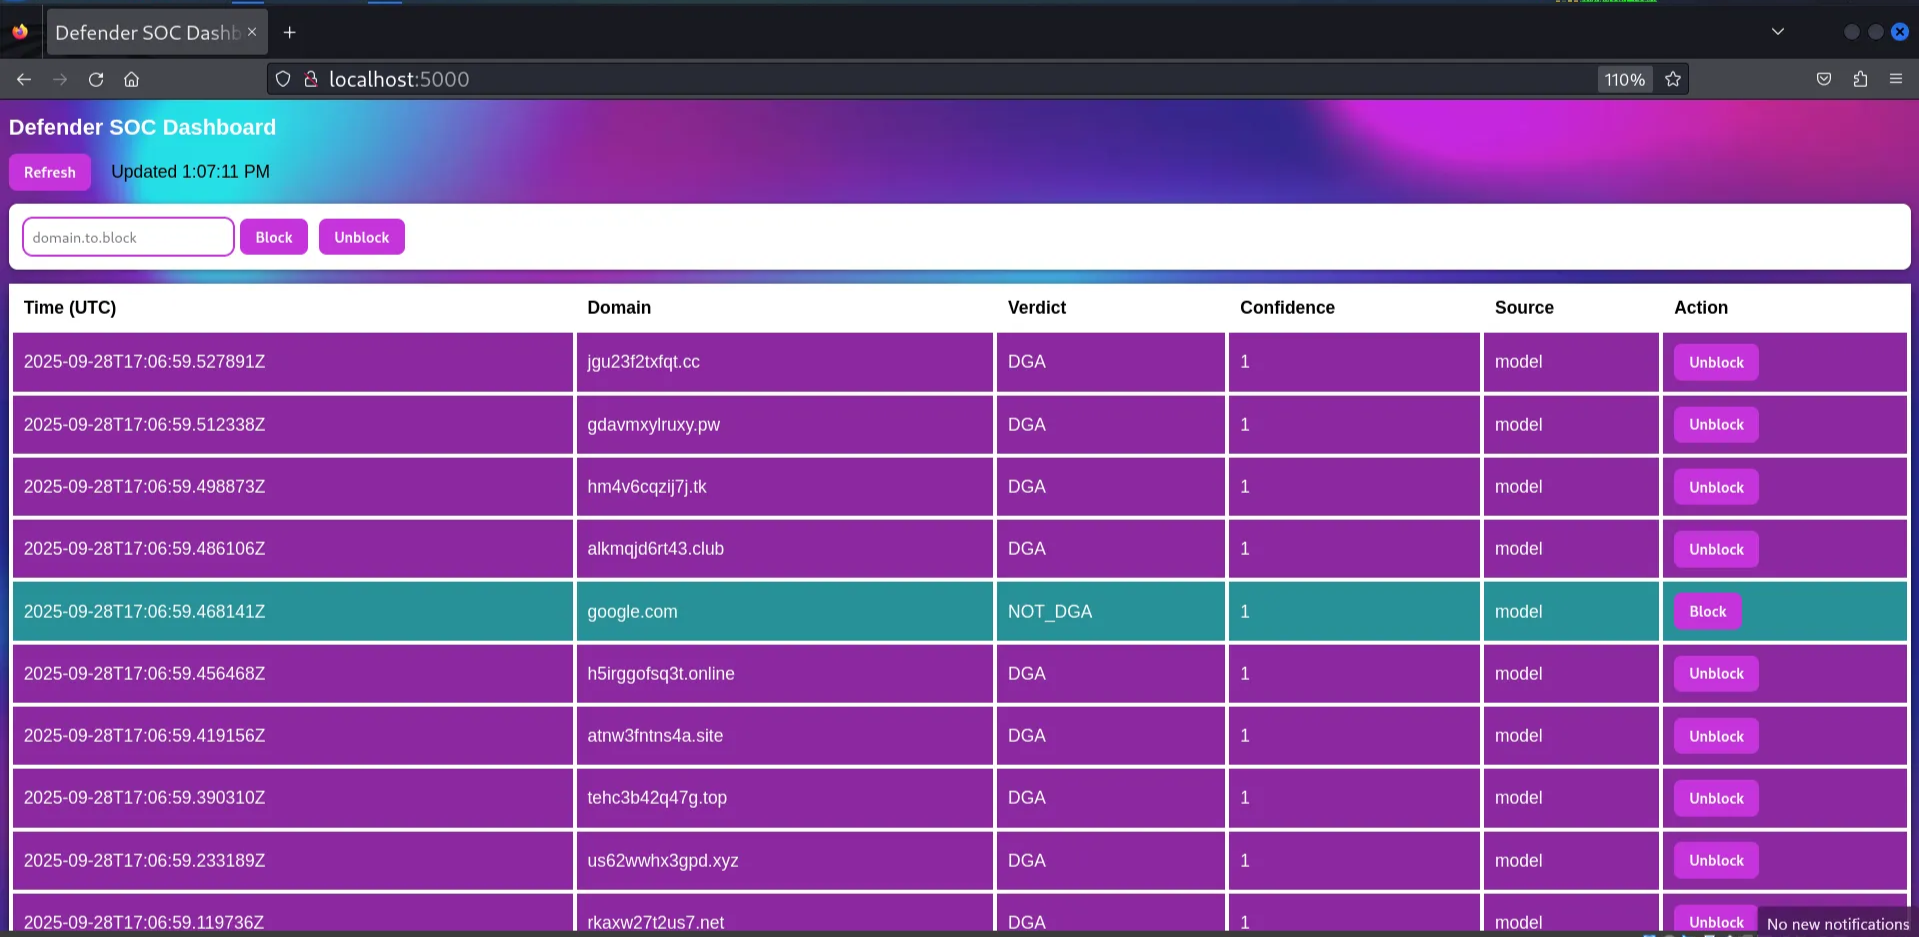 Defender SOC Dashb
localhost:5000 110%
Defender SOC Dashboard
Refresh Updated 1:07:11 PM
domain.to.block Block Unblock
Time (UTC) Domain Verdict Confidence Source Action
2025-09-28T17:06:59.527891Z jgu23f2txfqt.cc DGA 1 model Unblock
2025-09-28T17:06:59.512338Z gdavmxylruxy.pw DGA 1 model Unblock
2025-09-28T17:06:59.498873Z hm4v6cqzij7j.tk DGA 1 model Unblock
2025-09-28T17:06:59.486106Z alkmqjd6rt43.club DGA 1 model Unblock
2025-09-28T17:06:59.468141Z google.com NOT_DGA 1 model Block
2025-09-28T17:06:59.456468Z h5irggofsq3t.online DGA 1 model Unblock
2025-09-28T17:06:59.419156Z atnw3fntns4a.site DGA 1 model Unblock
2025-09-28T17:06:59.390310Z tehc3b42q47g.top DGA 1 model Unblock
2025-09-28T17:06:59.233189Z us62wwhx3gpd.xyz DGA 1 model Unblock
2025-09-28T17:06:59.119736Z rkaxw27t2us7.net DGA 1 model Unblock
No new notifications